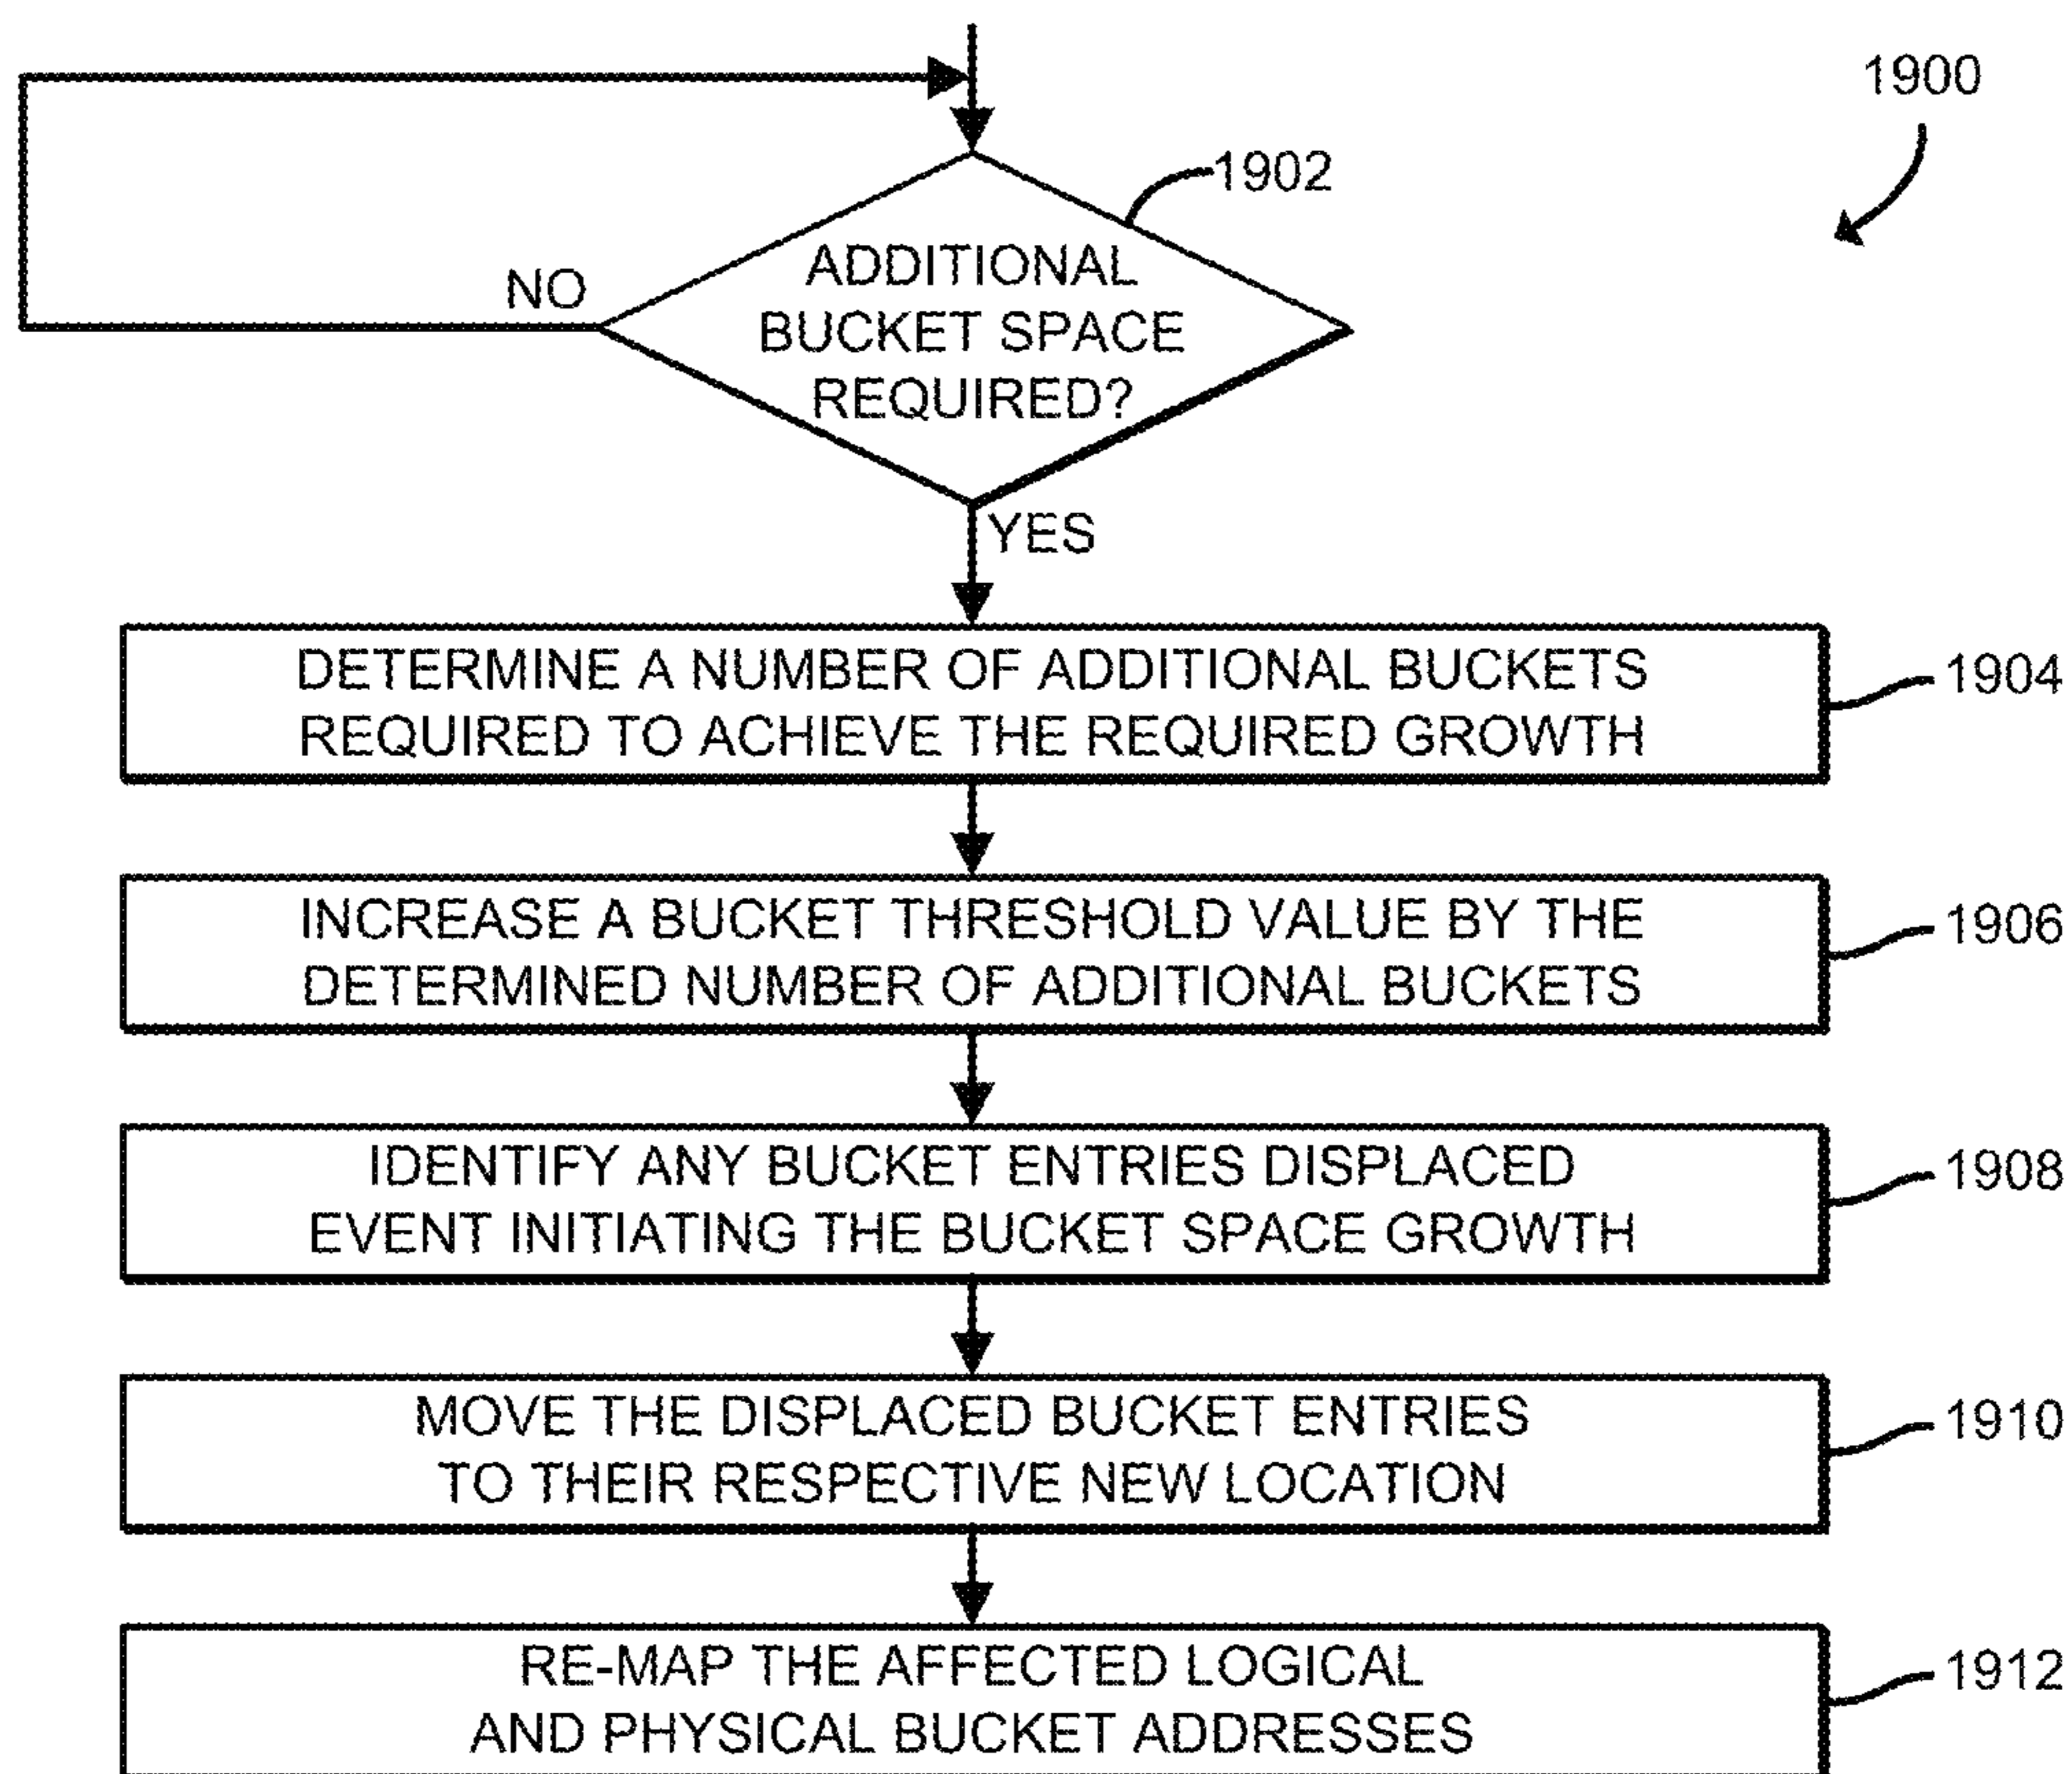 1900
1902
ADDITIONAL
BUCKET SPACE
REQUIRED?
NO
YES
DETERMINE A NUMBER OF ADDITIONAL BUCKETS
REQUIRED TO ACHIEVE THE REQUIRED GROWTH
1904
INCREASE A BUCKET THRESHOLD VALUE BY THE
DETERMINED NUMBER OF ADDITIONAL BUCKETS
1906
IDENTIFY ANY BUCKET ENTRIES DISPLACED
EVENT INITIATING THE BUCKET SPACE GROWTH
1908
MOVE THE DISPLACED BUCKET ENTRIES
TO THEIR RESPECTIVE NEW LOCATION
1910
RE-MAP THE AFFECTED LOGICAL
AND PHYSICAL BUCKET ADDRESSES
1912